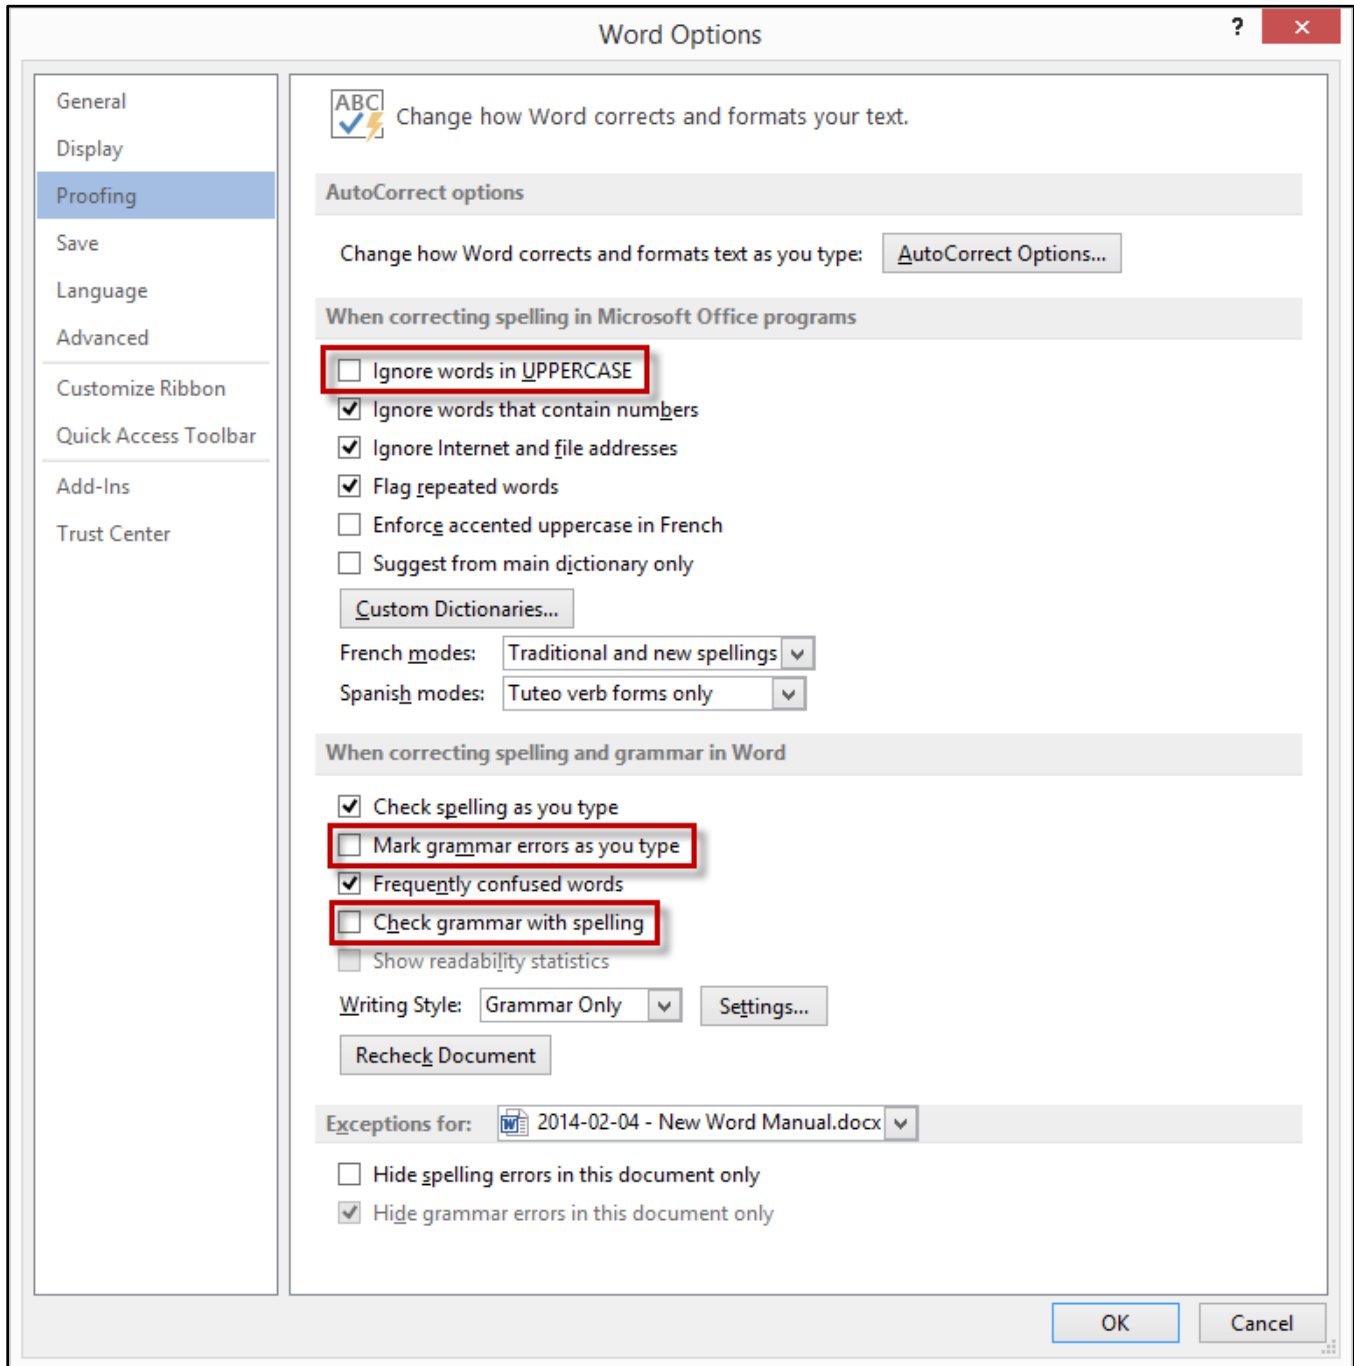 Word Options
?
General
Display
Proofing
Save
Language
Advanced
Customize Ribbon
Quick Access Toolbar
Add-Ins
Trust Center
ABC
Change how Word corrects and formats your text.
AutoCorrect options
Change how Word corrects and formats text as you type: AutoCorrect Options...
When correcting spelling in Microsoft Office programs
Ignore words in UPPERCASE
Ignore words that contain numbers
Ignore Internet and file addresses
Flag repeated words
Enforce accented uppercase in French
Suggest from main dictionary only
Custom Dictionaries...
French modes: Traditional and new spellings
Spanish modes: Tuteo verb forms only
When correcting spelling and grammar in Word
Check spelling as you type
Mark grammar errors as you type
Frequently confused words
Check grammar with spelling
Show readability statistics
Writing Style: Grammar Only Settings...
Recheck Document
Exceptions for: 2014-02-04 - New Word Manual.docx
Hide spelling errors in this document only
Hide grammar errors in this document only
OK Cancel